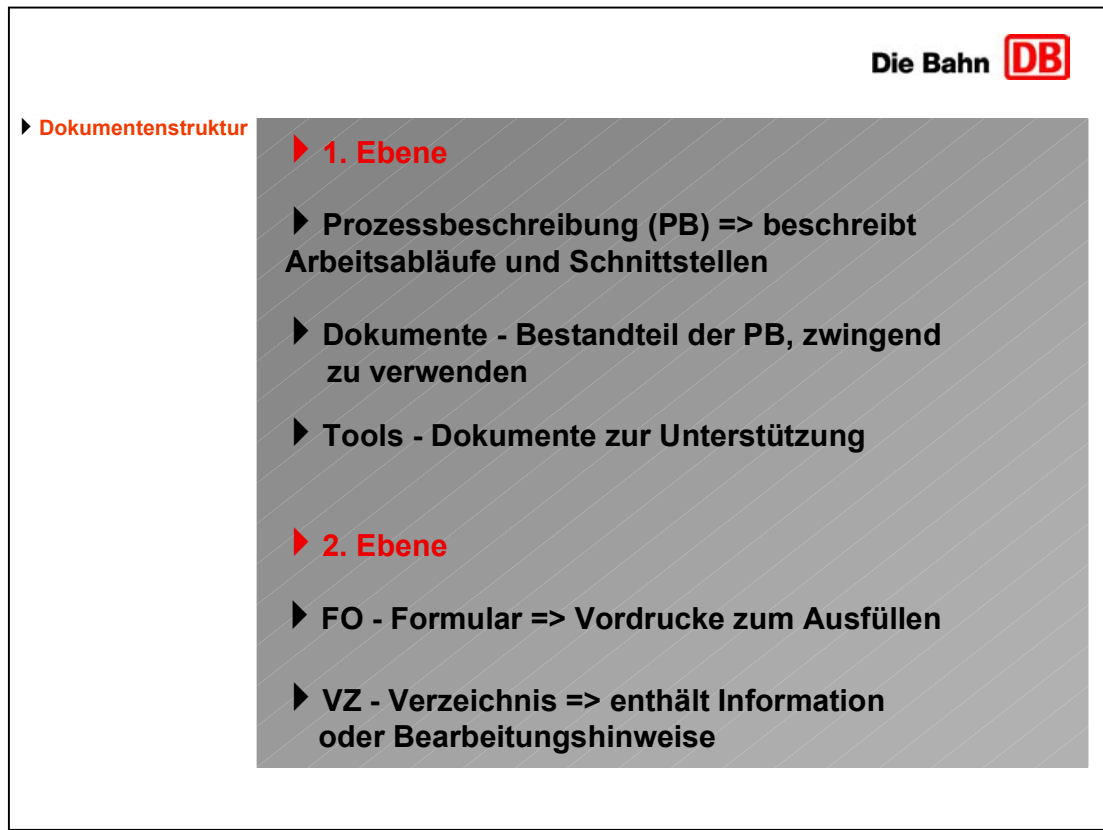 Die Bahn DB
Dokumentenstruktur
1. Ebene
Prozessbeschreibung (PB) => beschreibt
Arbeitsabläufe und Schnittstellen
Dokumente - Bestandteil der PB, zwingend
zu verwenden
Tools - Dokumente zur Unterstützung
2. Ebene
FO - Formular => Vordrucke zum Ausfüllen
VZ - Verzeichnis => enthält Information
oder Bearbeitungshinweise